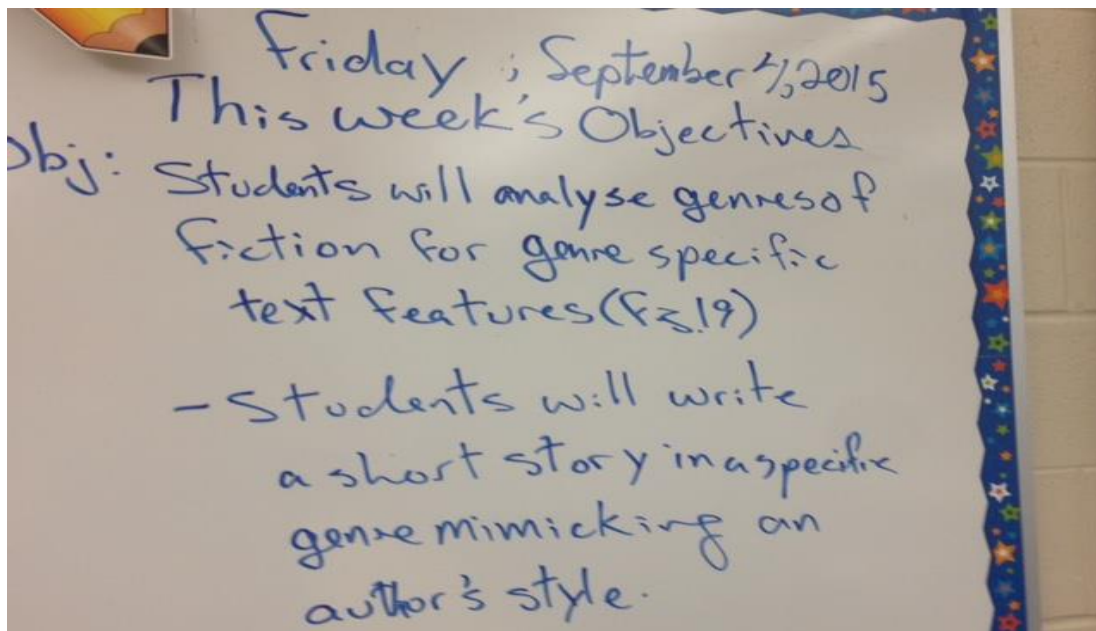 Friday, September 4, 2015
This week's Objectives
Obj: Students will analyse genres of
fiction for genre specific
text features
- Students will write
a short story in a specific
genre mimicking an
author's style.